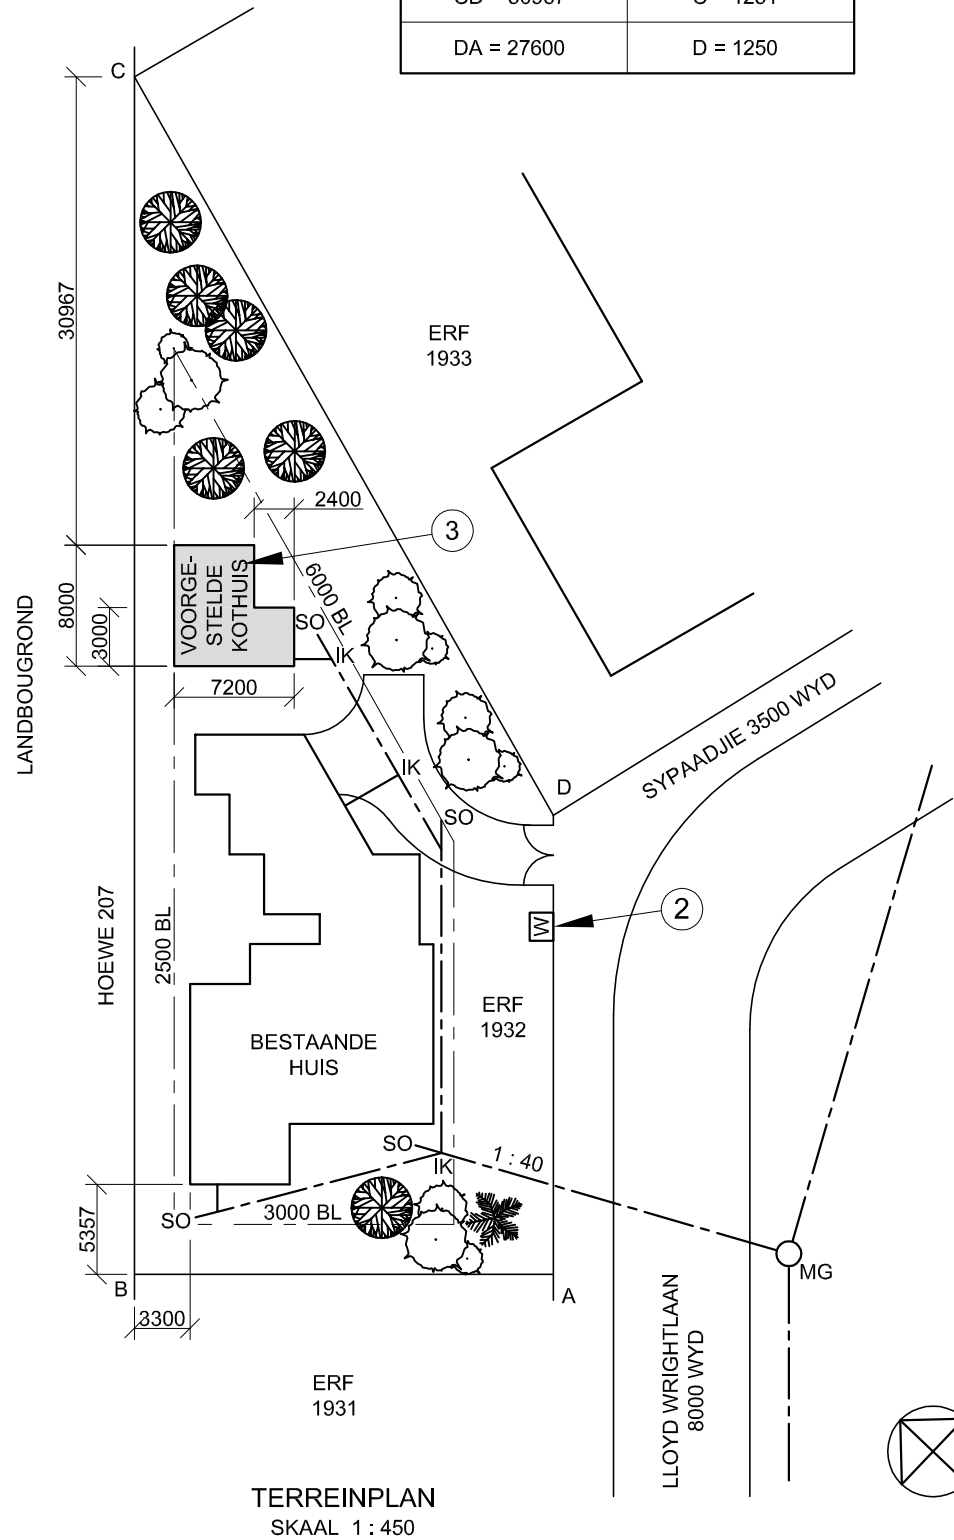 DA = 27600
D = 1250
C
30967
ERF
1933
2400
3
VOORGE-
STELDE
KOTHUIS
8000
3000
6000 BL
SO
IK
7200
LANDBOUGROND
SYPAADJIE 3500 WYD
IK
D
SO
2
W
HOEWE 207
2500 BL
ERF
1932
BESTAANDE
HUIS
SO
IK
1 : 40
5357
SO
3000 BL
MG
B
A
3300
LLOYD WRIGHTLAAN
8000 WYD
ERF
1931
TERREINPLAN
SKAAL 1 : 450